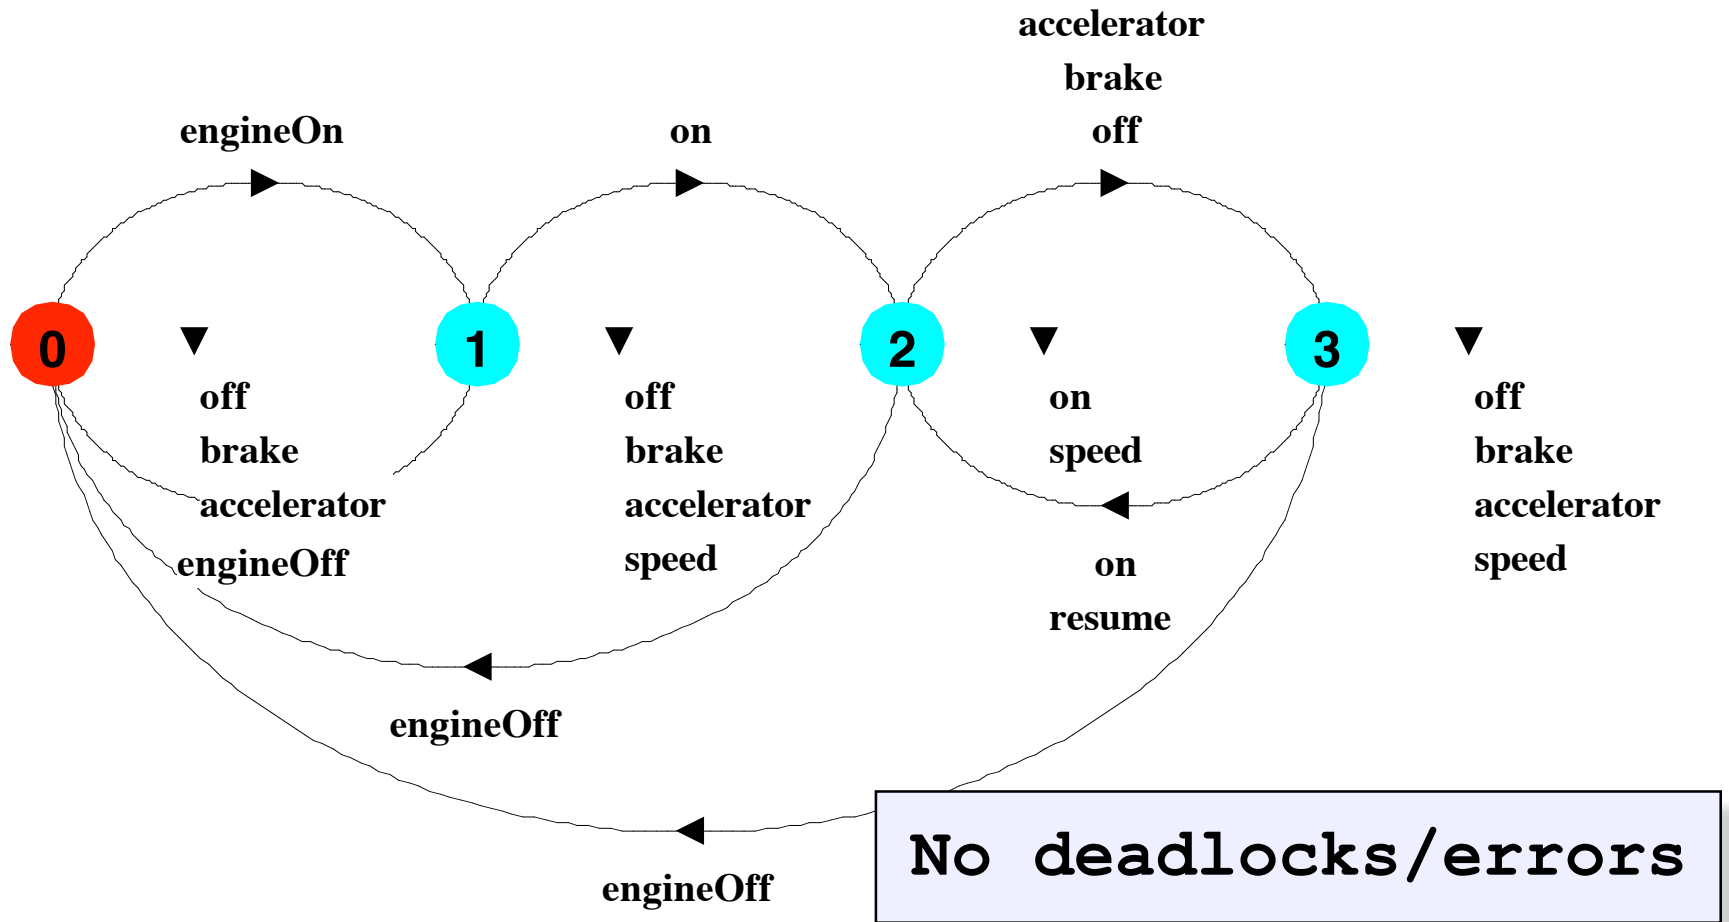 accelerator
brake
off
engineOn
on
0
1
2
3
off
brake
accelerator
engineOff
off
brake
accelerator
speed
on
speed
on
resume
off
brake
accelerator
speed
engineOff
engineOff
No deadlocks/errors